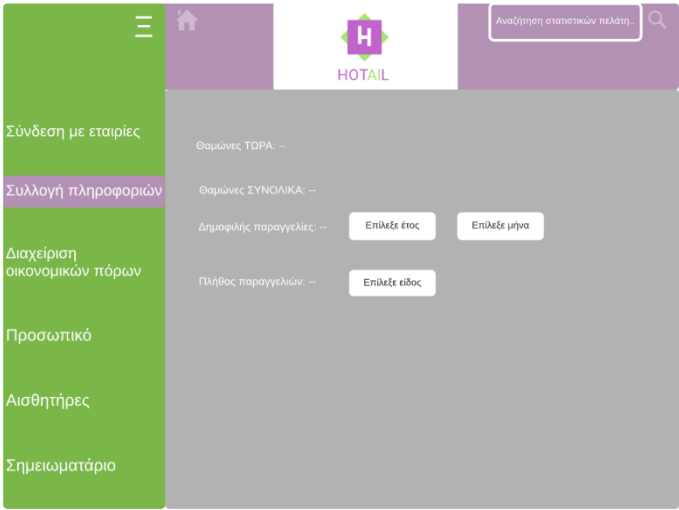 Αναζήτηση στατιστικών πελάτη..
H
HOTAIL
Σύνδεση με εταιρίες
Συλλογή πληροφοριών
Διαχείριση
οικονομικών πόρων
Προσωπικό
Αισθητήρες
Σημειωματάριο
Θαμώνες ΤΩΡΑ: --
Θαμώνες ΣΥΝΟΛΙΚΑ: --
Δημοφιλής παραγγελίες: -- Επίλεξε έτος Επίλεξε μήνα
Πλήθος παραγγελιών: -- Επίλεξε είδος